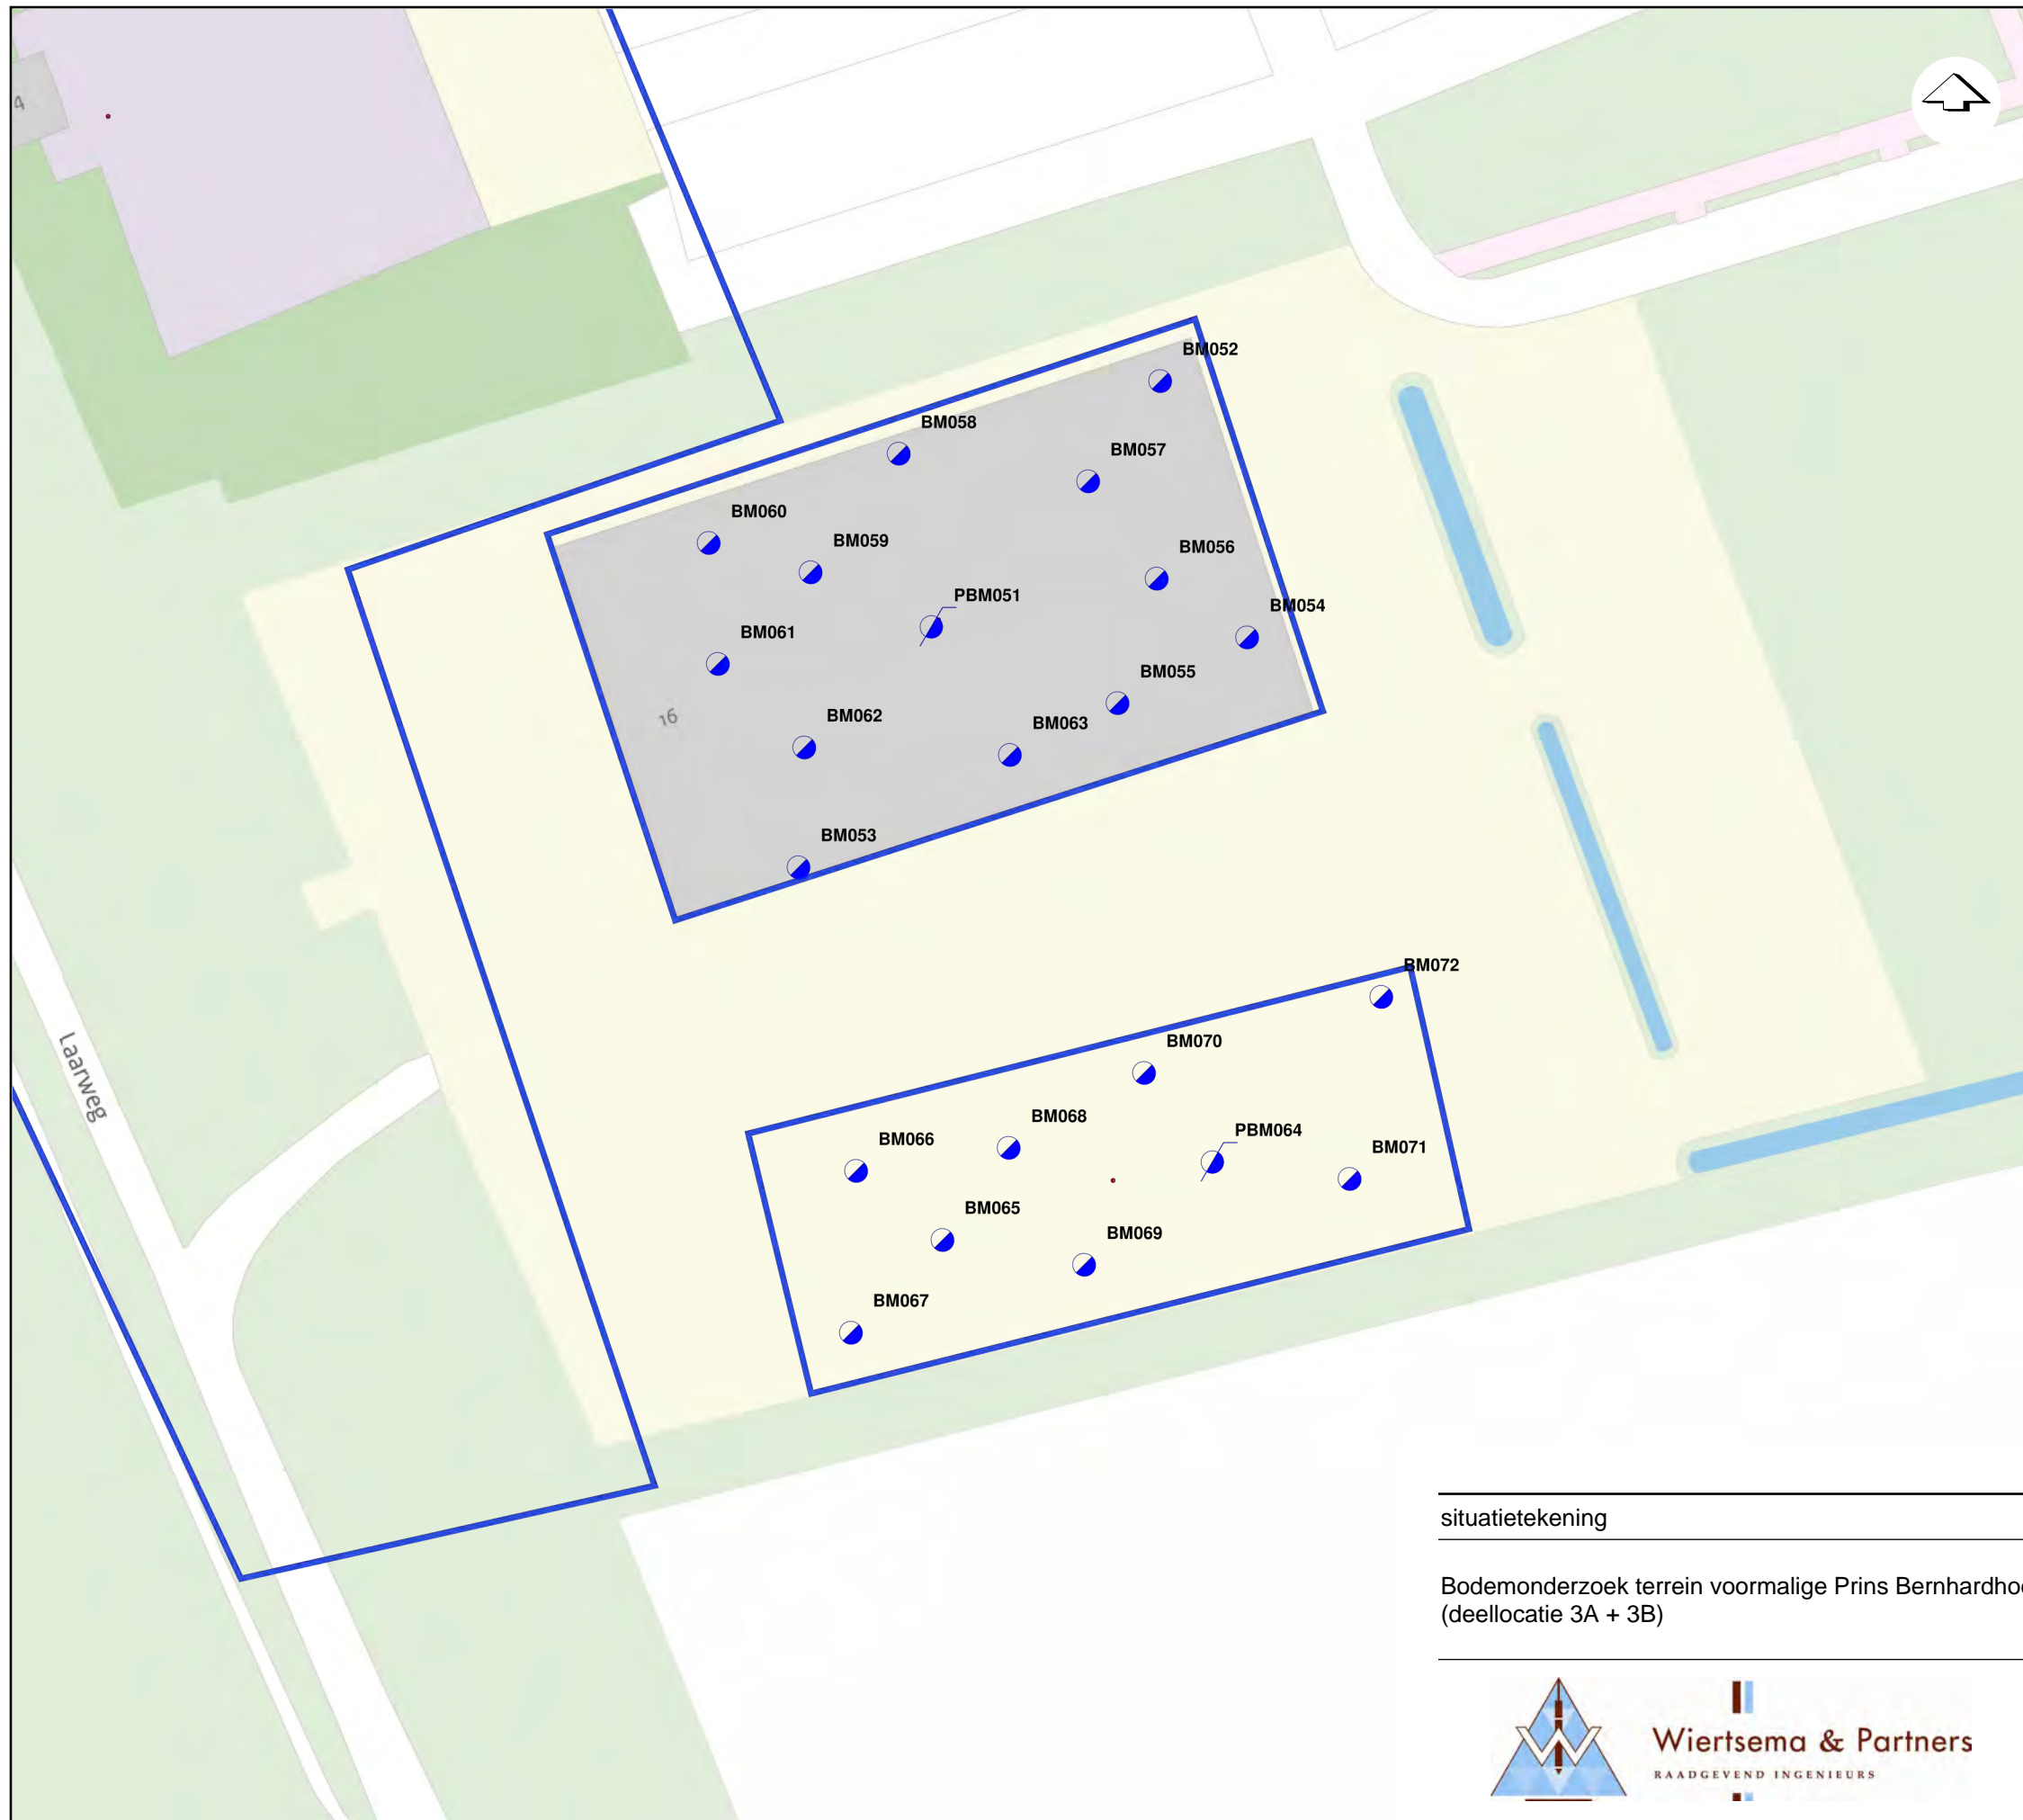 4
BM052
BM058
BM057
BM060
BM059
BM056
PBM051
BM054
BM061
BM055
16
BM062
BM063
BM053
BM072
Laarweg
BM070
BM068
PBM064
BM066
BM071
BM065
BM069
BM067
situatietekening
Bodemonderzoek terrein voormalige Prins
(deellocatie 3A + 3B)
Wiertsema & Partners
RAADGEVEND INGENIEURS